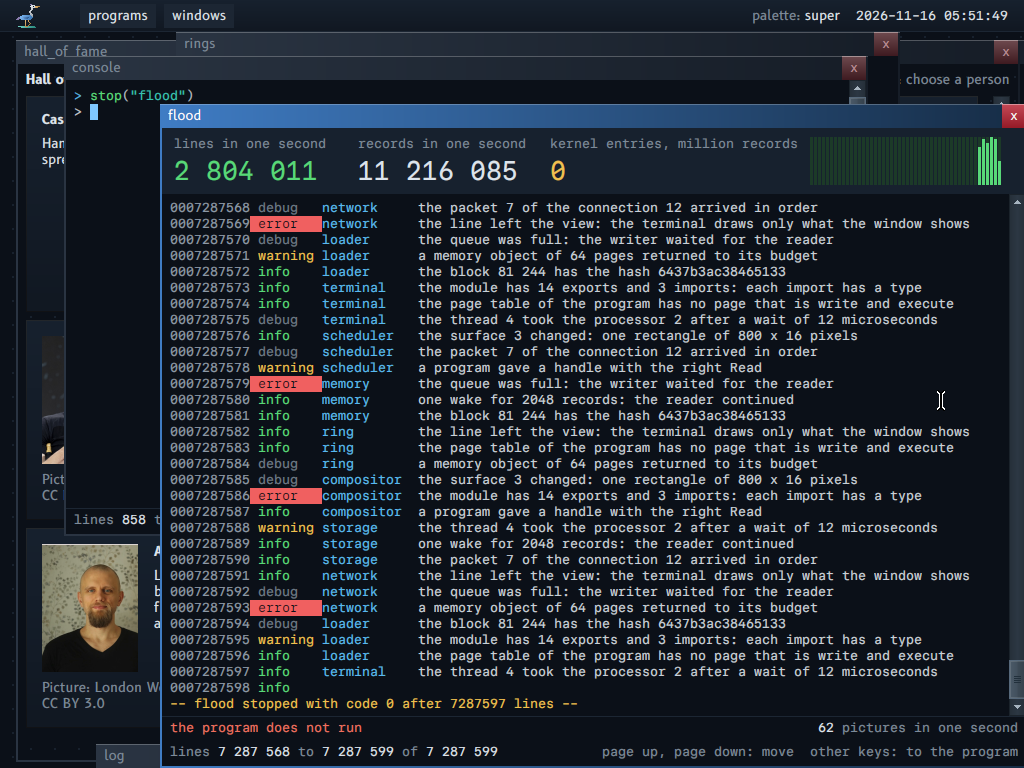 programs windows palette: super 2026-11-16 05:51:49
hall_of_fame
rings x
console x
x
Hall o
choose a person
> stop("flood")
>
flood x
Cas
Han
spre
lines in one second records in one second kernel entries, million records
2 804 011 11 216 085 0
0007287568 debug network the packet 7 of the connection 12 arrived in order
0007287569 error network the line left the view: the terminal draws only what the window shows
0007287570 debug loader the queue was full: the writer waited for the reader
0007287571 warning loader a memory object of 64 pages returned to its budget
0007287572 info loader the block 81 244 has the hash 6437b3ac38465133
0007287573 info terminal the module has 14 exports and 3 imports: each import has a type
0007287574 info terminal the page table of the program has no page that is write and execute
0007287575 debug terminal the thread 4 took the processor 2 after a wait of 12 microseconds
0007287576 info scheduler the surface 3 changed: one rectangle of 800 x 16 pixels
0007287577 debug scheduler the packet 7 of the connection 12 arrived in order
0007287578 warning scheduler a program gave a handle with the right Read
0007287579 error memory the queue was full: the writer waited for the reader
0007287580 info memory one wake for 2048 records: the reader continued
0007287581 info memory the block 81 244 has the hash 6437b3ac38465133
0007287582 info ring the line left the view: the terminal draws only what the window shows
0007287583 info ring the page table of the program has no page that is write and execute
0007287584 debug ring a memory object of 64 pages returned to its budget
0007287585 debug compositor the surface 3 changed: one rectangle of 800 x 16 pixels
0007287586 error compositor the module has 14 exports and 3 imports: each import has a type
0007287587 info compositor a program gave a handle with the right Read
0007287588 warning storage the thread 4 took the processor 2 after a wait of 12 microseconds
0007287589 info storage one wake for 2048 records: the reader continued
0007287590 info storage the packet 7 of the connection 12 arrived in order
0007287591 info network the line left the view: the terminal draws only what the window shows
0007287592 debug network the queue was full: the writer waited for the reader
0007287593 error network a memory object of 64 pages returned to its budget
0007287594 debug loader the block 81 244 has the hash 6437b3ac38465133
0007287595 warning loader the module has 14 exports and 3 imports: each import has a type
0007287596 info loader the page table of the program has no page that is write and execute
0007287597 info terminal the thread 4 took the processor 2 after a wait of 12 microseconds
0007287598 info
-- flood stopped with code 0 after 7287597 lines --
the program does not run 62 pictures in one second
lines 7 287 568 to 7 287 599 of 7 287 599 page up, page down: move other keys: to the program
Pict
CC
lines 858 t
A
L
b
f
a
Picture: London W
CC BY 3.0
log